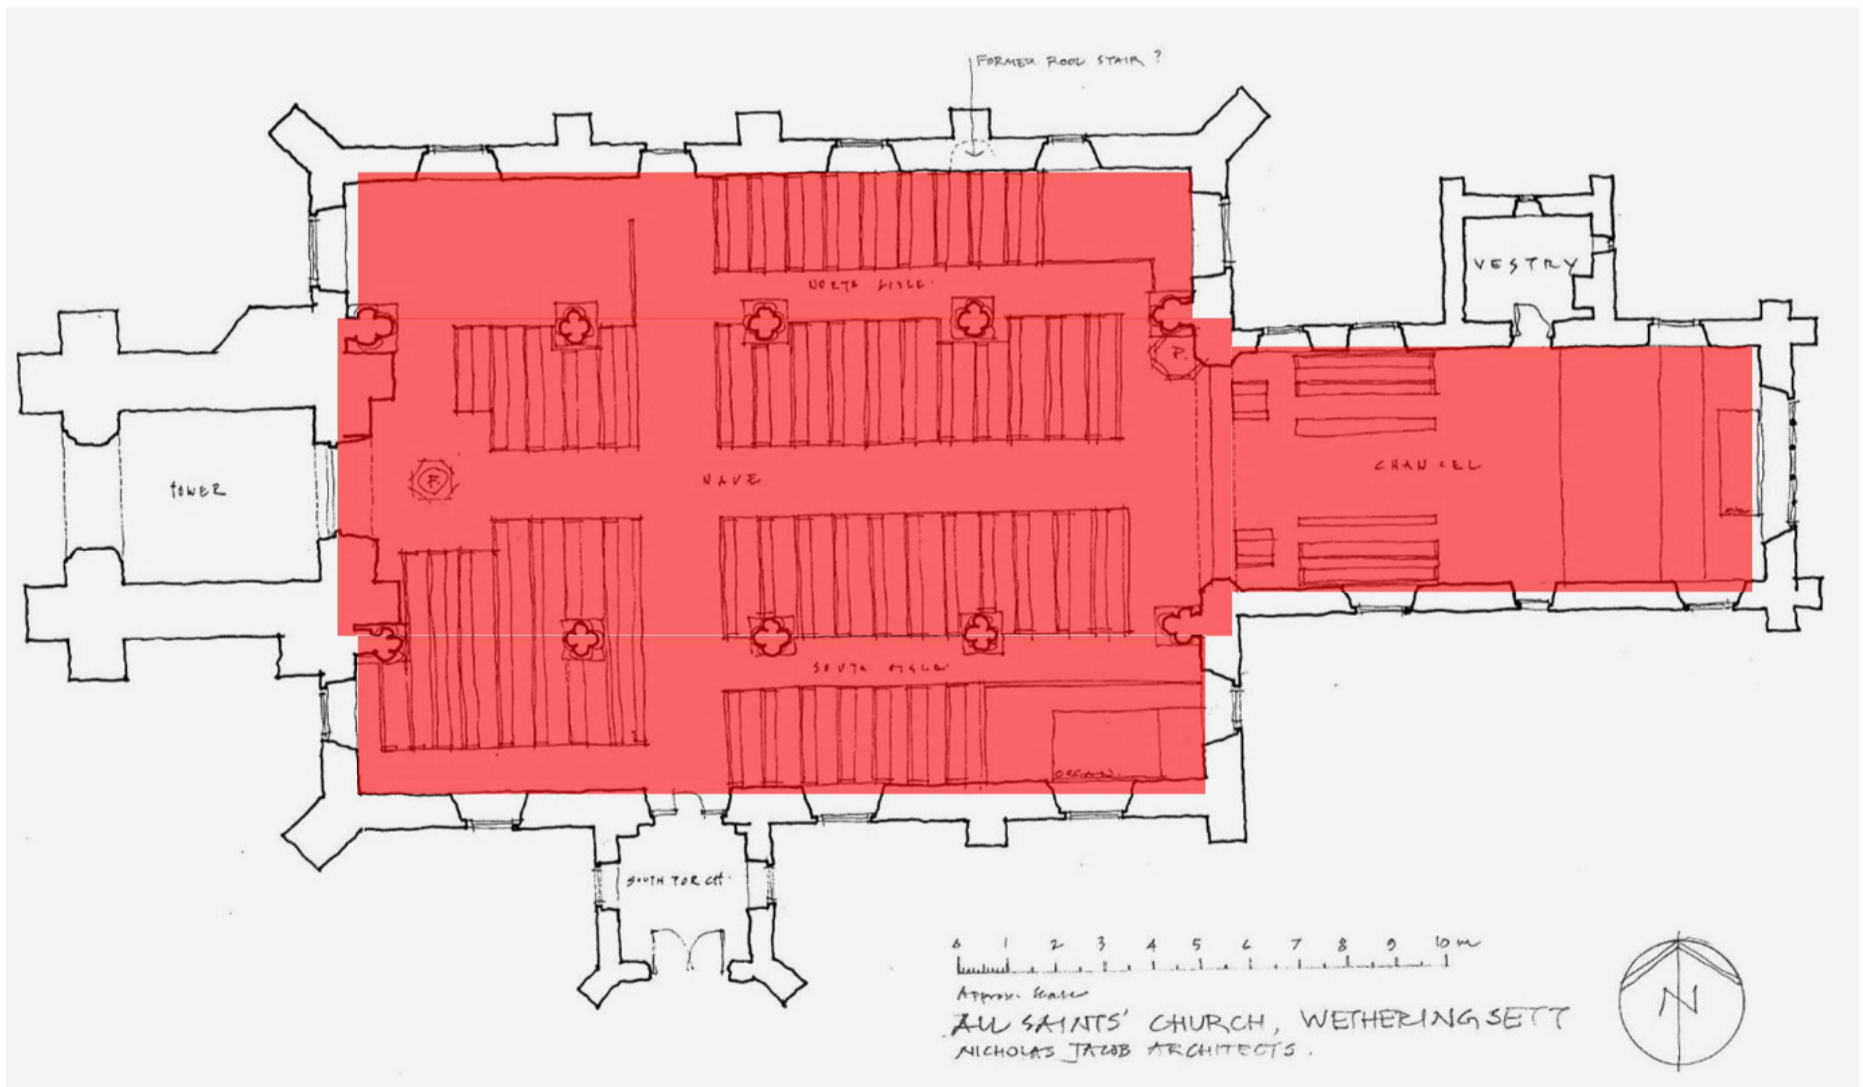 FORMER ROOD STAIR ?
VESTRY
NORTH AISLE.
P.
CHANCEL
NAVE
F.
TOWER
SOUTH AISLE.
ORGAN.
SOUTH PORCH.
0 1 2 3 4 5 6 7 8 9 10 m
Approx. Scale
ALL SAINTS' CHURCH, WETHERINGSETT
NICHOLAS JACOB ARCHITECTS.
N